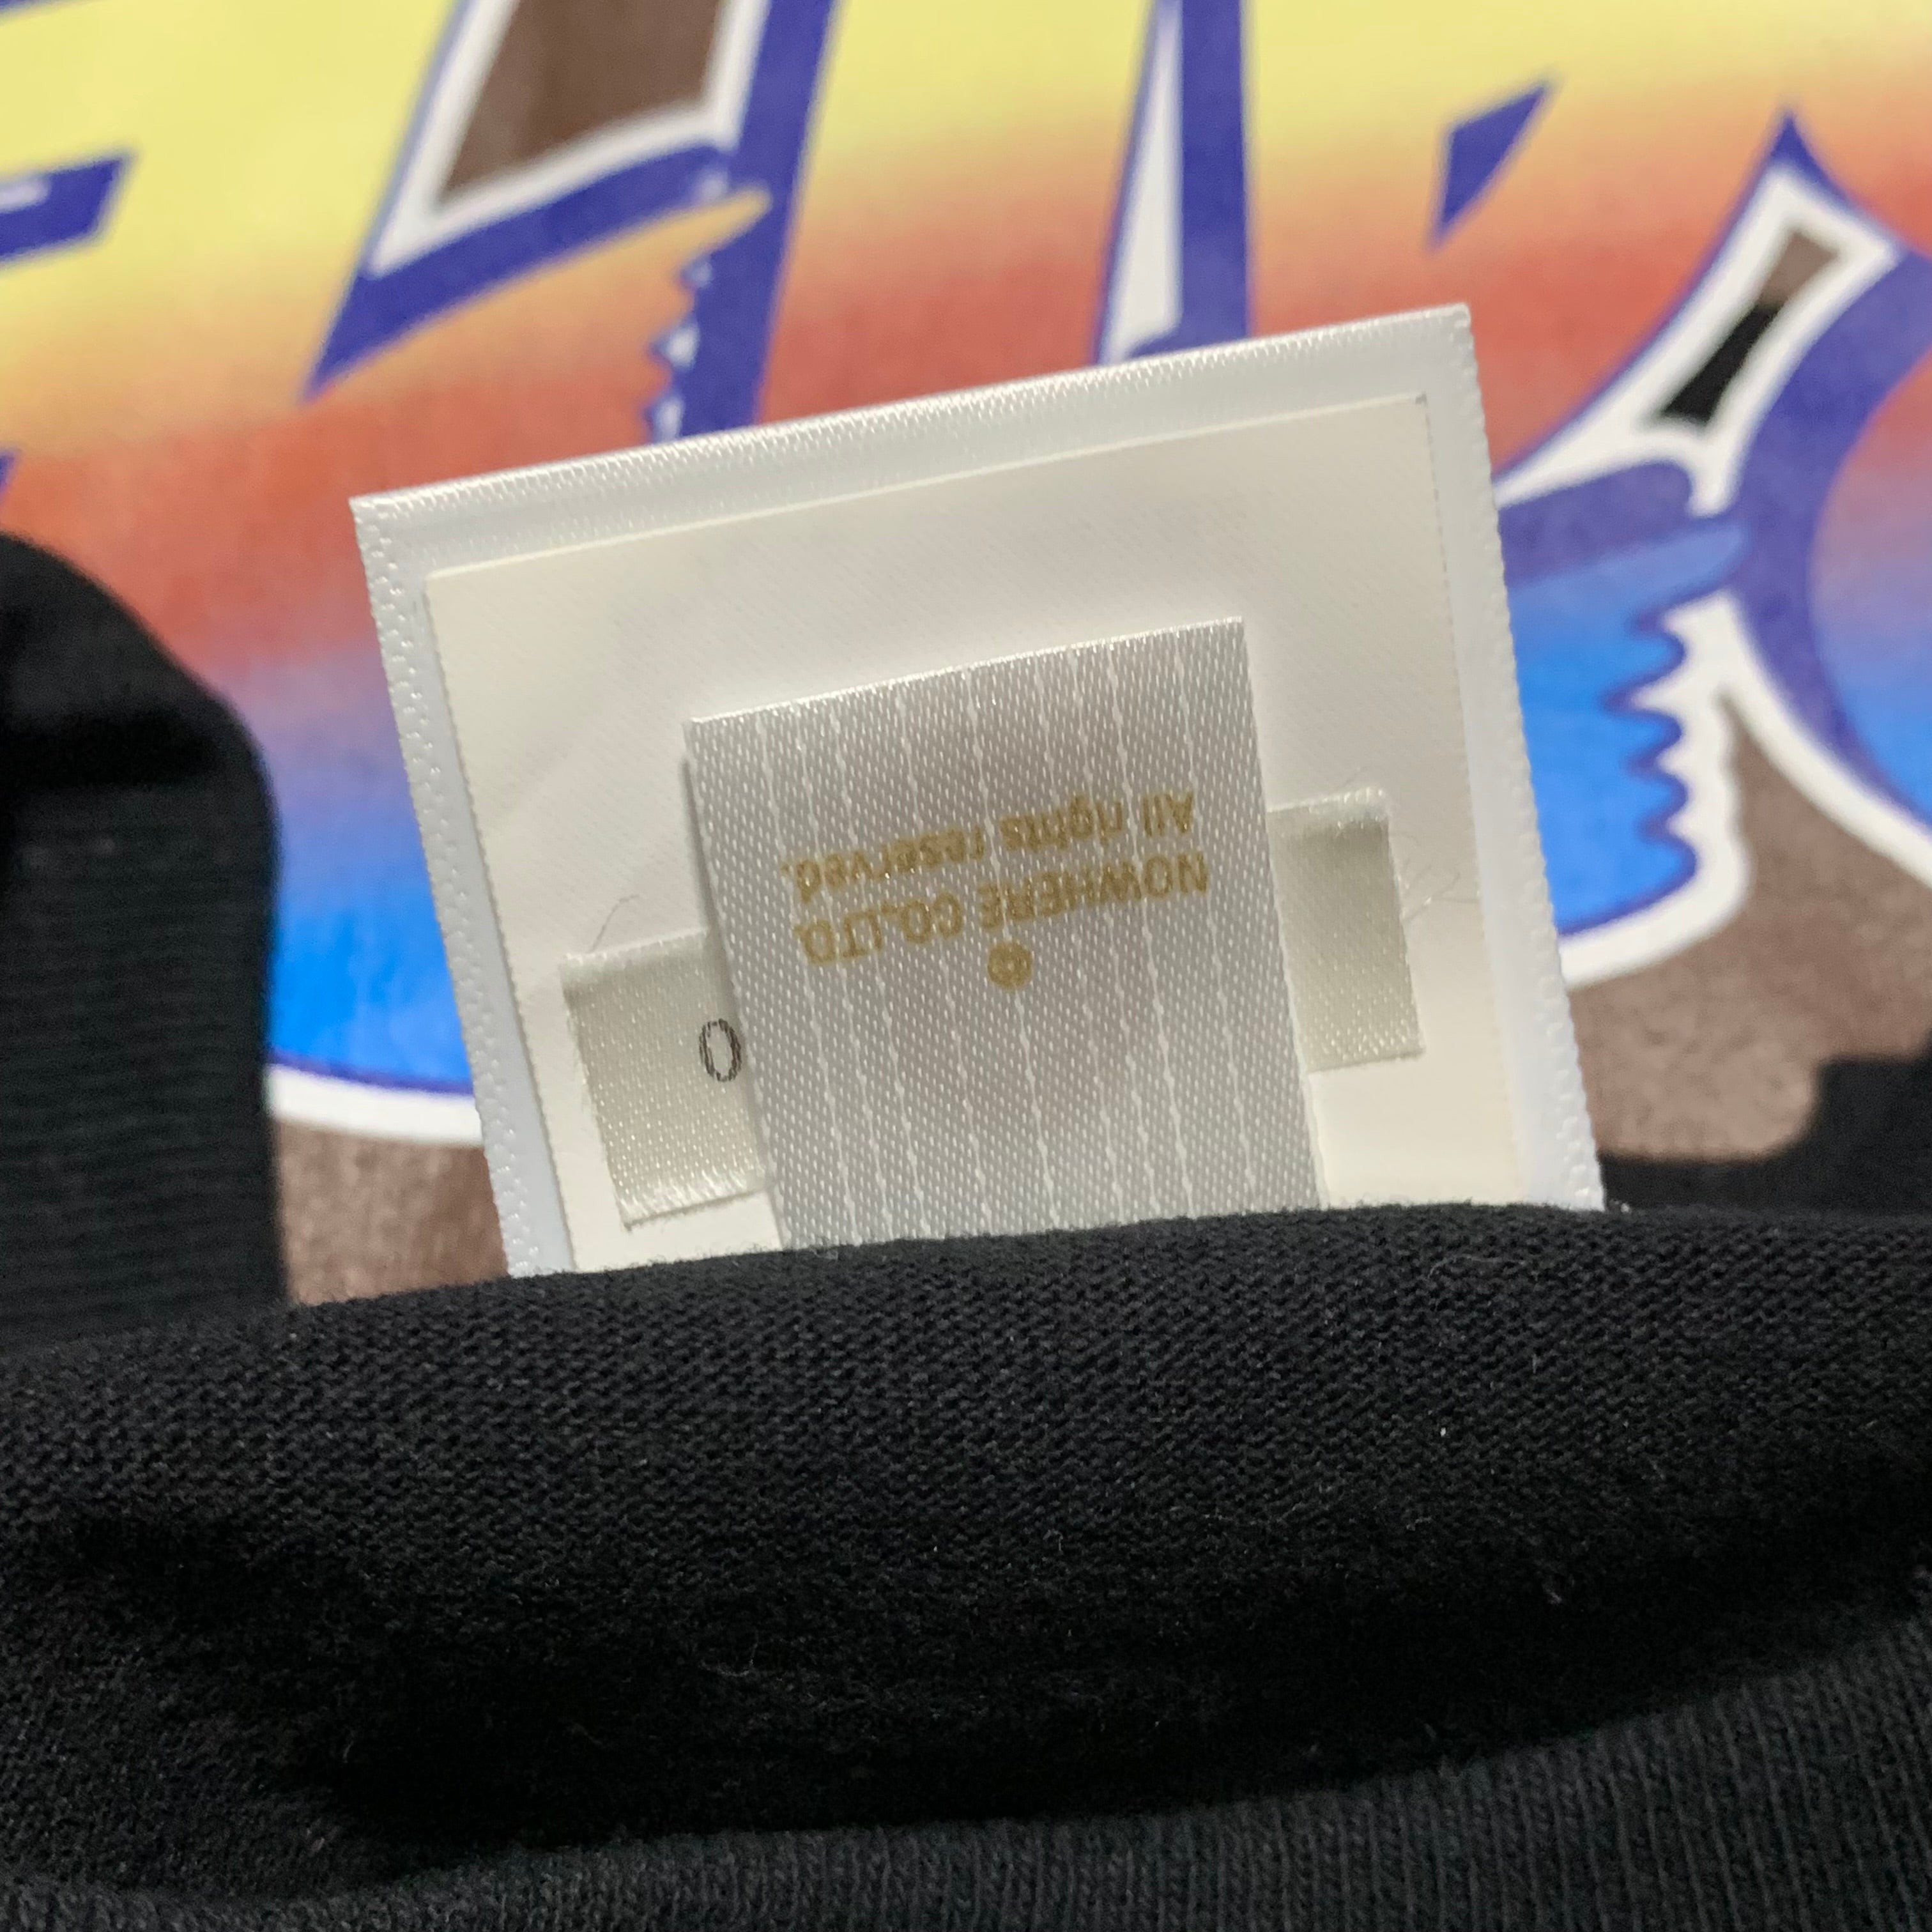 ©
NOWHERE CO.,LTD.
All rights reserved.
0